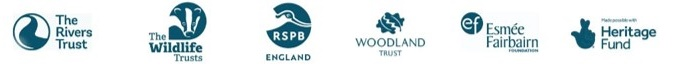 The
Rivers
Trust
The
Wildlife
Trusts
RSPB
ENGLAND
WOODLAND
TRUST
ef
Esmée
Fairbairn
FOUNDATION
Made possible with
Heritage
Fund